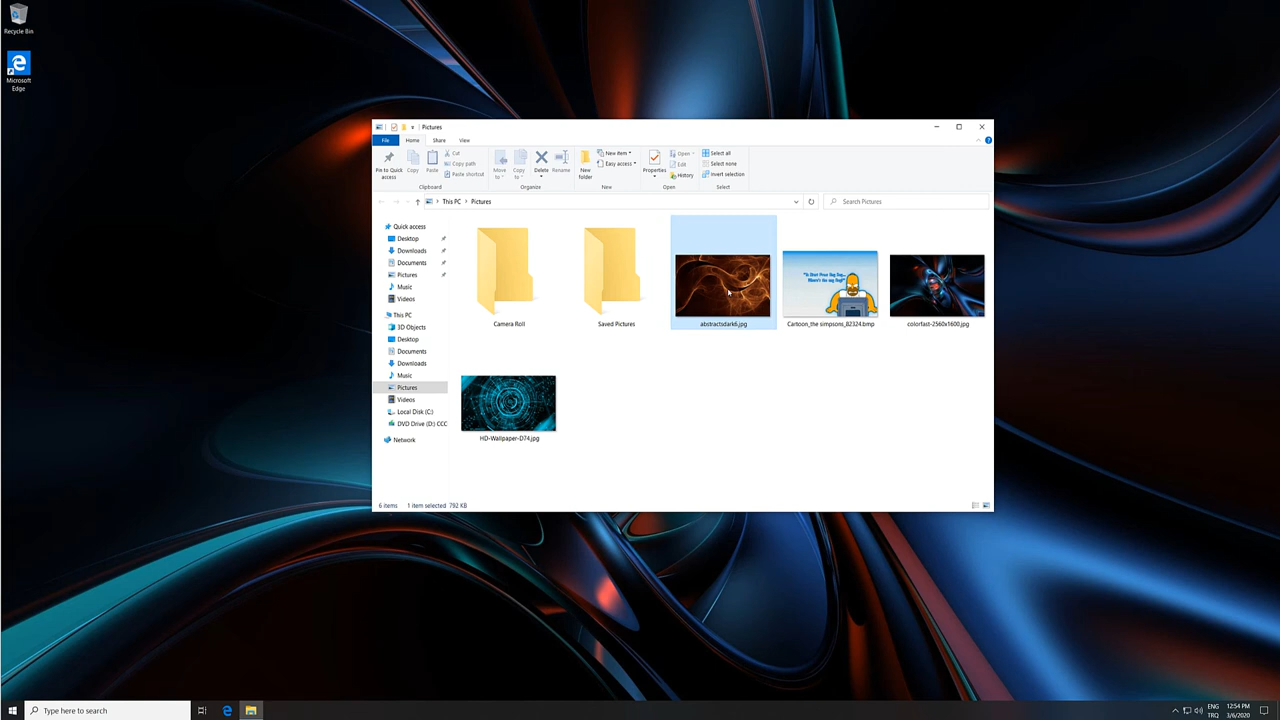 Recycle Bin
Microsoft
Edge
Pictures
File
Home
Share
View
Pin to Quick
access
Copy
Paste
Cut
Copy path
Paste shortcut
Clipboard
Move
to
Copy
to
Delete
Rename
Organize
New
folder
New item
Easy access
New
Properties
Open
Edit
History
Open
Select all
Select none
Invert selection
Select
This PC
Pictures
Search Pictures
Quick access
Desktop
Downloads
Documents
Pictures
Music
Videos
This PC
3D Objects
Desktop
Documents
Downloads
Music
Pictures
Videos
Local Disk (C:)
DVD Drive (D:) CCC
Network
Camera Roll
Saved Pictures
abstractsdark6.jpg
Cartoon_the simpsons_82324.bmp
colorfast-2560x1600.jpg
HD-Wallpaper-D74.jpg
6 items
1 item selected 792 KB
Type here to search
ENG
TRQ
12:54 PM
3/6/2020